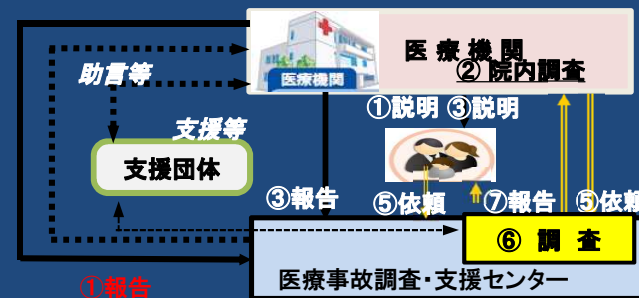 医療機関
② 院内調査
医療機関
助言等
①説明 ③説明
支援等
支援団体
③報告
⑤依頼
⑦報告
⑤依頼
⑥ 調査
医療事故調査・支援センター
①報告